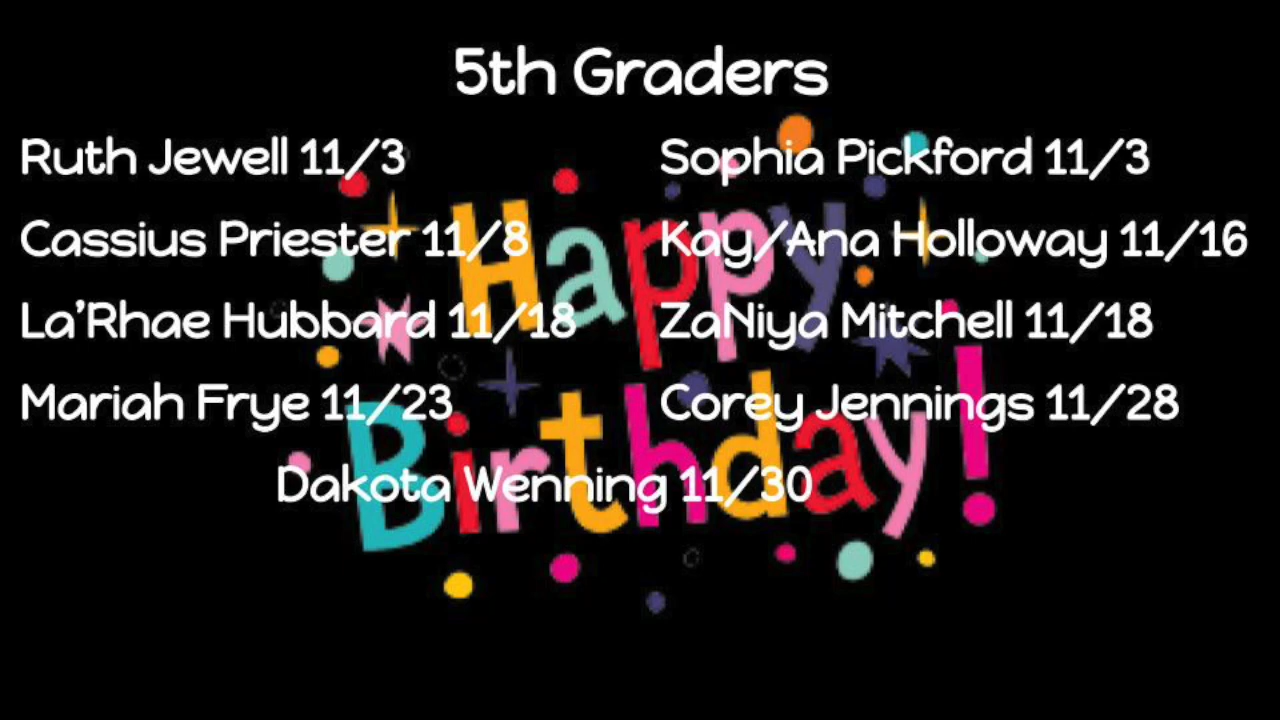 5th Graders
Ruth Jewell 11/3
Sophia Pickford 11/3
Cassius Priester 11/8
Kay/Ana Holloway 11/16
La'Rhae Hubbard 11/18
ZaNiya Mitchell 11/18
Mariah Frye 11/23
Corey Jennings 11/28
Dakota Wenning 11/30
Happy
Birthday!